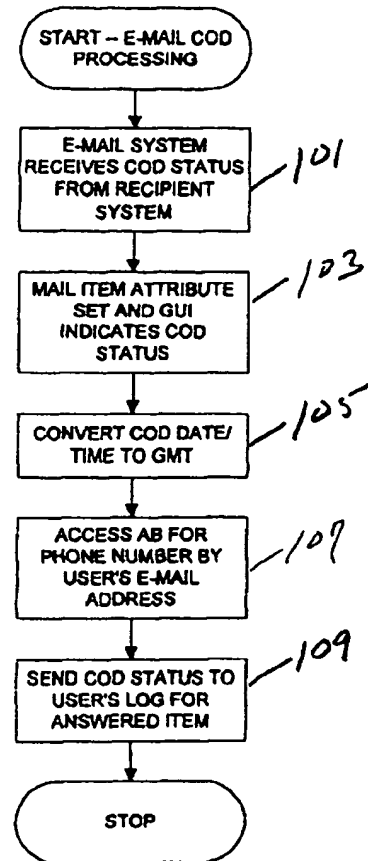 START -- E-MAIL COD
PROCESSING
E-MAIL SYSTEM
RECEIVES COD STATUS
FROM RECIPIENT
SYSTEM
101
MAIL ITEM ATTRIBUTE
SET AND GUI
INDICATES COD
STATUS
103
CONVERT COD DATE/
TIME TO GMT
105
ACCESS AB FOR
PHONE NUMBER BY
USER'S E-MAIL
ADDRESS
107
SEND COD STATUS TO
USER'S LOG FOR
ANSWERED ITEM
109
STOP